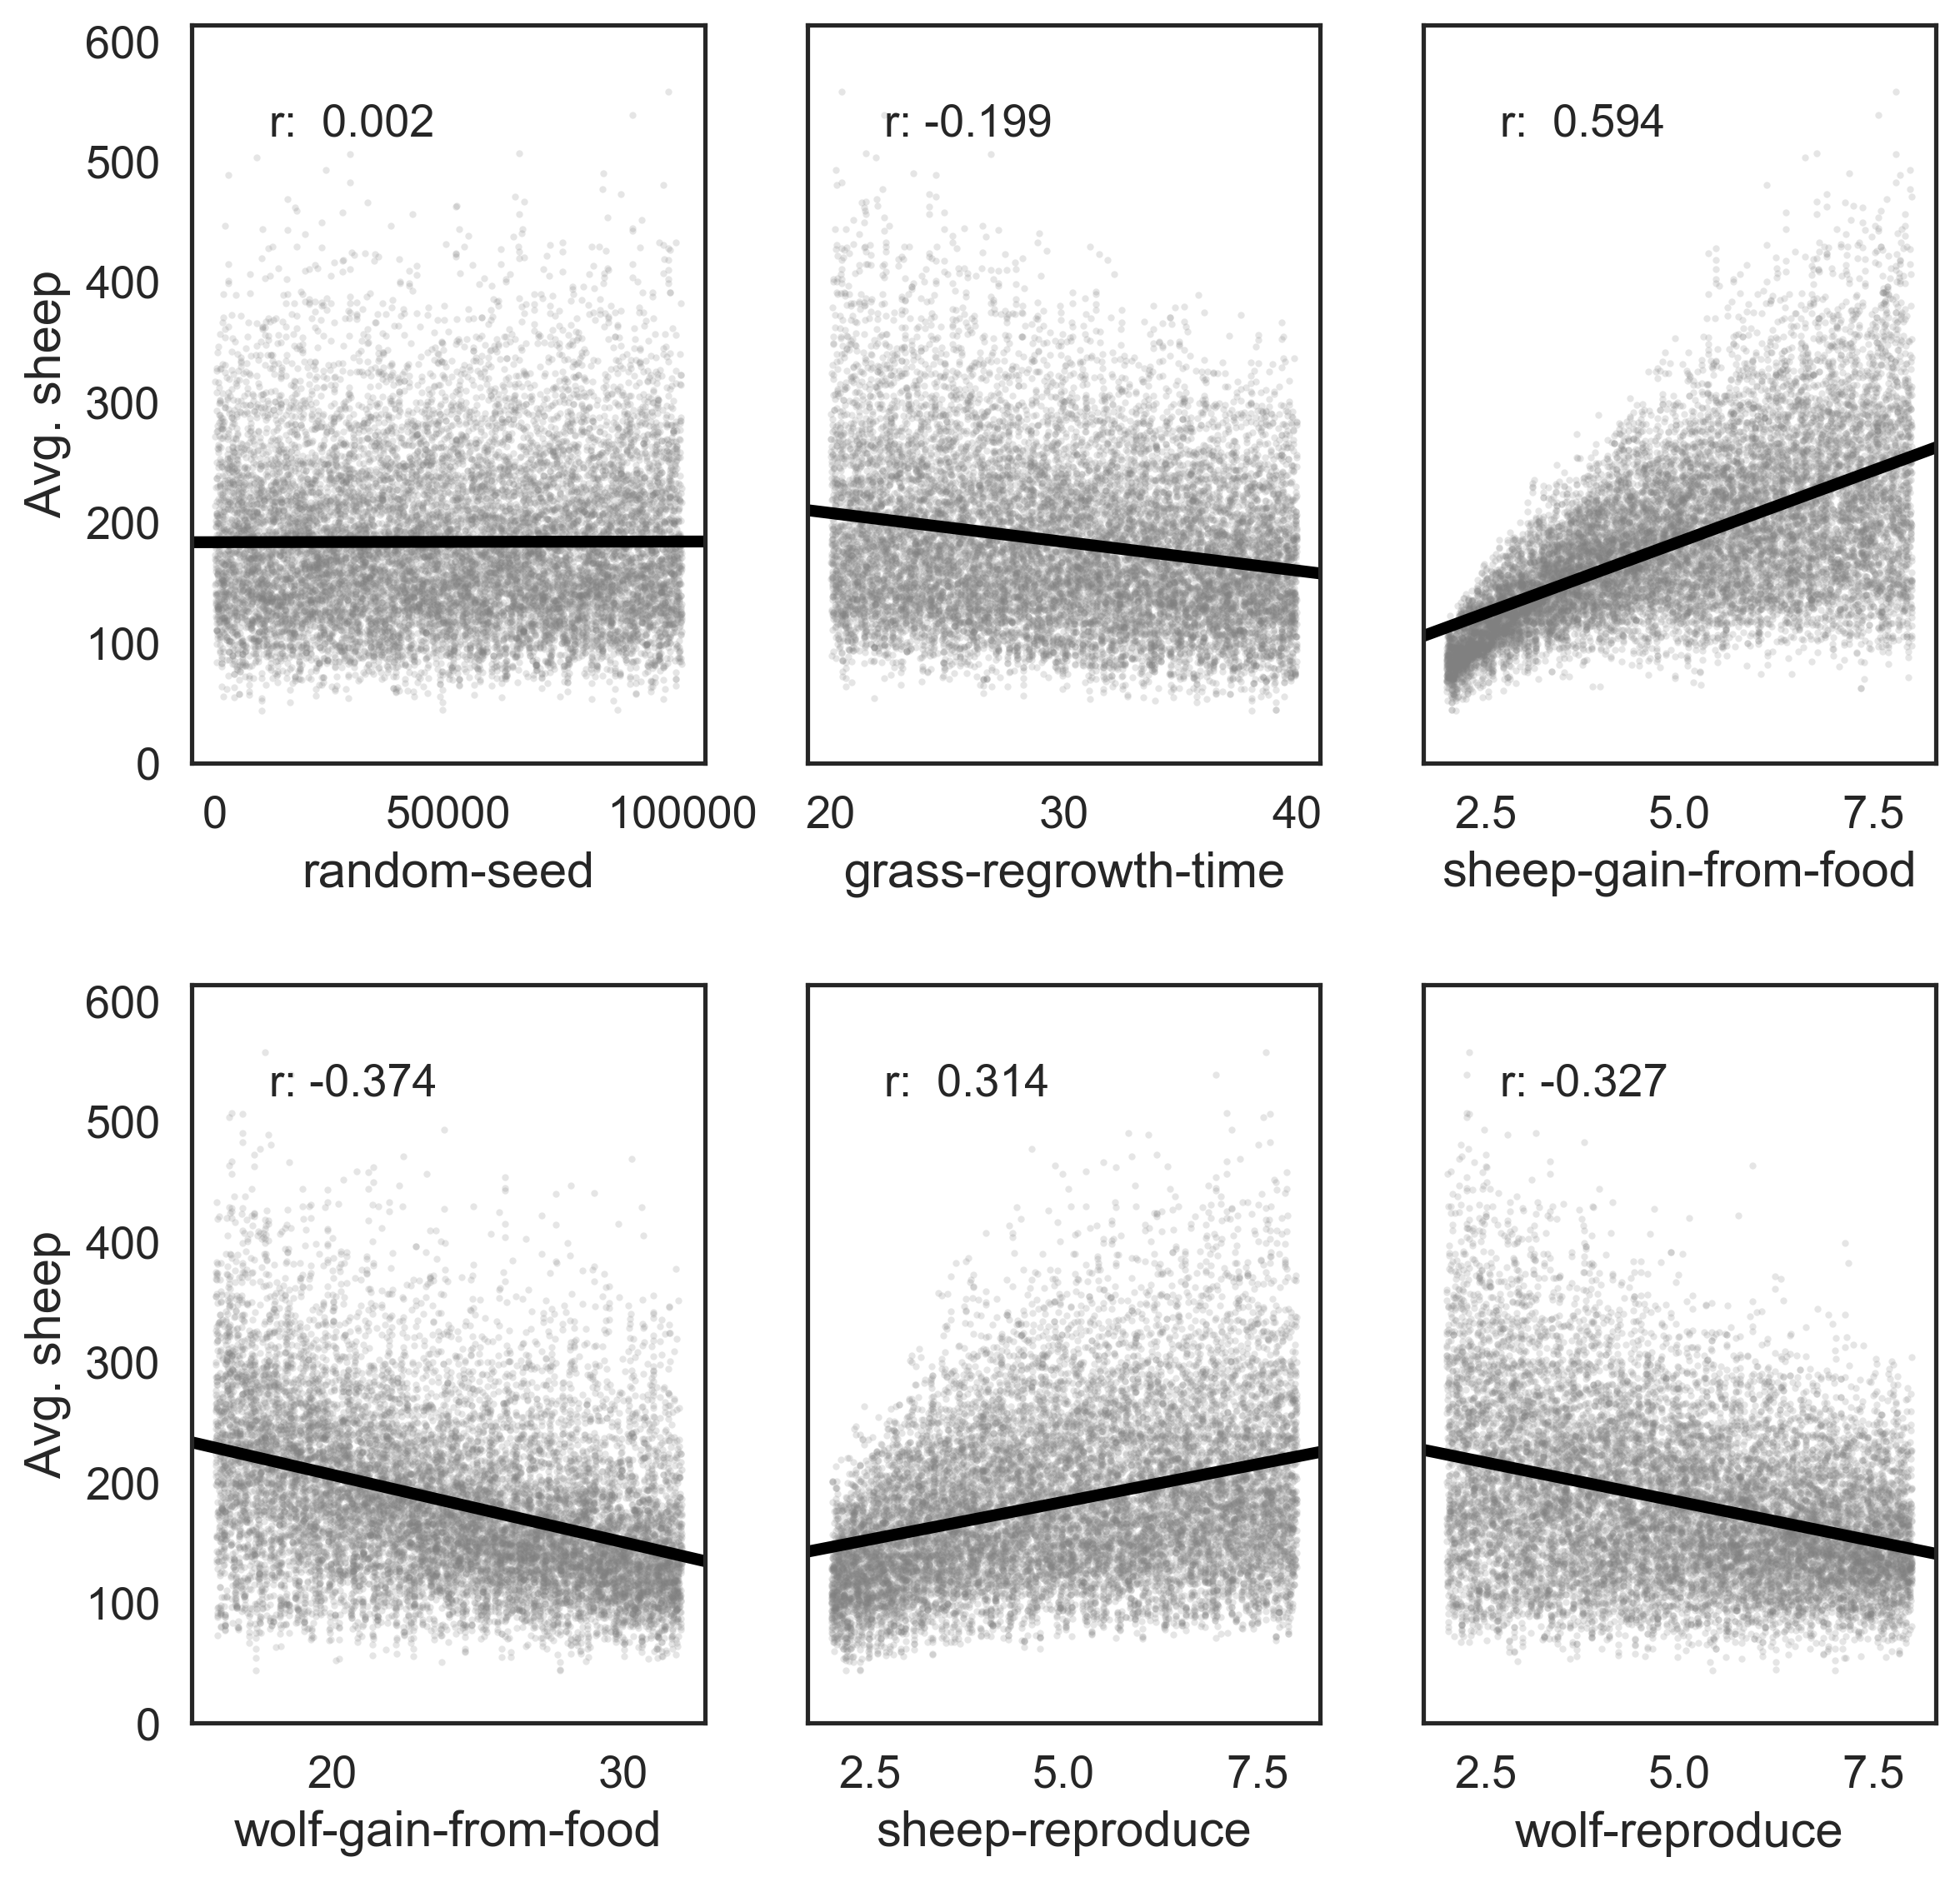 r: 0.002
r: -0.199
r: 0.594
600
500
400
300
200
100
0
Avg. sheep
0 50000 100000
20 30 40
2.5 5.0 7.5
random-seed
grass-regrowth-time
sheep-gain-from-food
r: -0.374
r: 0.314
r: -0.327
600
500
400
300
200
100
0
Avg. sheep
20 30
2.5 5.0 7.5
2.5 5.0 7.5
wolf-gain-from-food
sheep-reproduce
wolf-reproduce